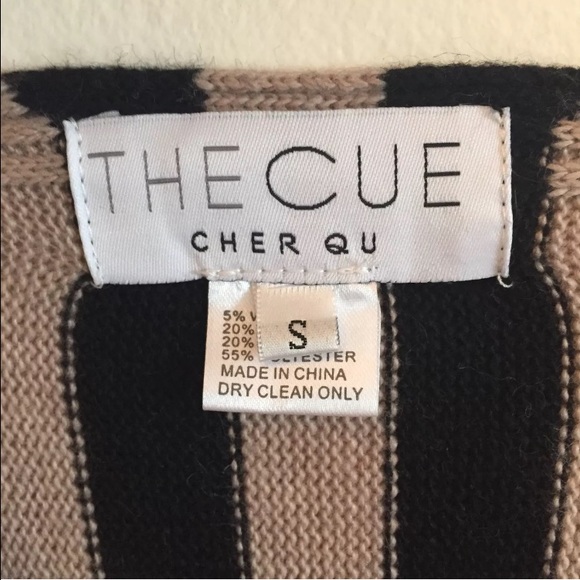 THE CUE
CHER QU
S
5%
20%
20%
55%
MADE IN CHINA
DRY CLEAN ONLY